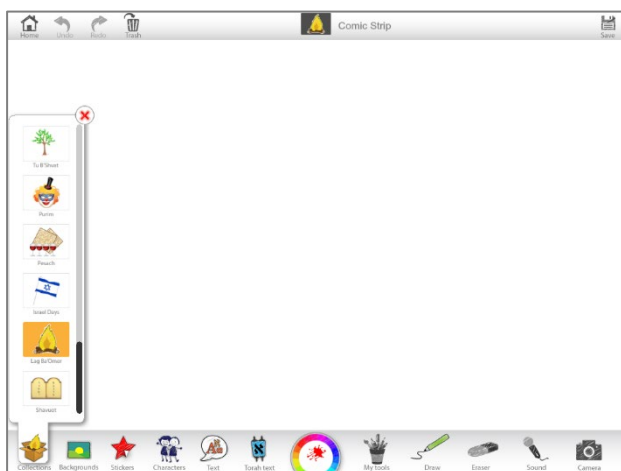 Home Undo Redo Trash Comic Strip Save
Tu B'Shvat
Purim
Pesach
Israel Days
Lag Ba'Omer
Shavuot
Collections Backgrounds Stickers Characters Text Torah text My tools Draw Eraser Sound Camera